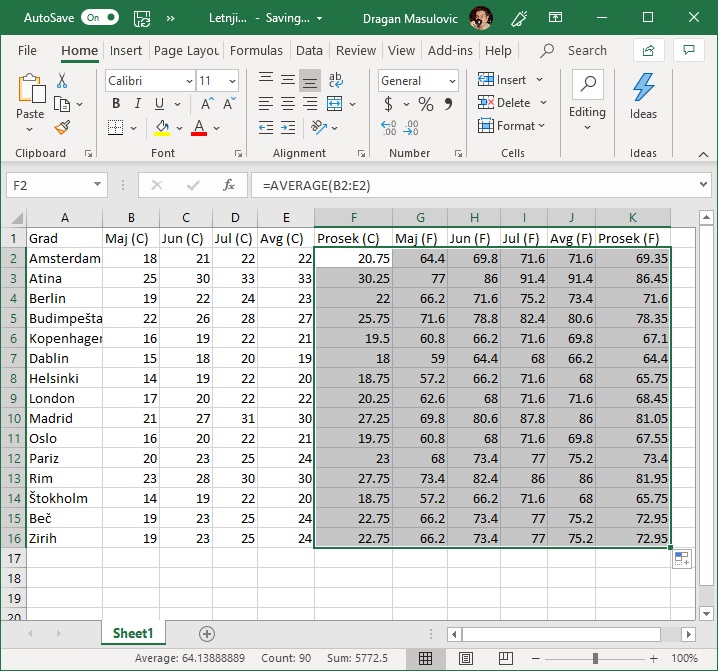 AutoSave On Letnji... - Saving... Dragan Masulovic
File Home Insert Page Layou Formulas Data Review View Add-ins Help Search
Paste Calibri 11 General Insert Delete Format Editing Ideas
B I U A A ab $ % 9 .00
Clipboard Font Alignment Number Cells Ideas
F2 fx =AVERAGE(B2:E2)
A B C D E F G H I J K
1 Grad Maj (C) Jun (C) Jul (C) Avg (C) Prosek (C) Maj (F) Jun (F) Jul (F) Avg (F) Prosek (F)
2 Amsterdam 18 21 22 22 20.75 64.4 69.8 71.6 71.6 69.35
3 Atina 25 30 33 33 30.25 77 86 91.4 91.4 86.45
4 Berlin 19 22 24 23 22 66.2 71.6 75.2 73.4 71.6
5 Budimpešta 22 26 28 27 25.75 71.6 78.8 82.4 80.6 78.35
6 Kopenhager 16 19 22 21 19.5 60.8 66.2 71.6 69.8 67.1
7 Dablin 15 18 20 19 18 59 64.4 68 66.2 64.4
8 Helsinki 14 19 22 20 18.75 57.2 66.2 71.6 68 65.75
9 London 17 20 22 22 20.25 62.6 68 71.6 71.6 68.45
10 Madrid 21 27 31 30 27.25 69.8 80.6 87.8 86 81.05
11 Oslo 16 20 22 21 19.75 60.8 68 71.6 69.8 67.55
12 Pariz 20 23 25 24 23 68 73.4 77 75.2 73.4
13 Rim 23 28 30 30 27.75 73.4 82.4 86 86 81.95
14 Štokholm 14 19 22 20 18.75 57.2 66.2 71.6 68 65.75
15 Beč 19 23 25 24 22.75 66.2 73.4 77 75.2 72.95
16 Zirih 19 23 25 24 22.75 66.2 73.4 77 75.2 72.95
17
18
19
20
Sheet1
Average: 64.13888889 Count: 90 Sum: 5772.5 100%